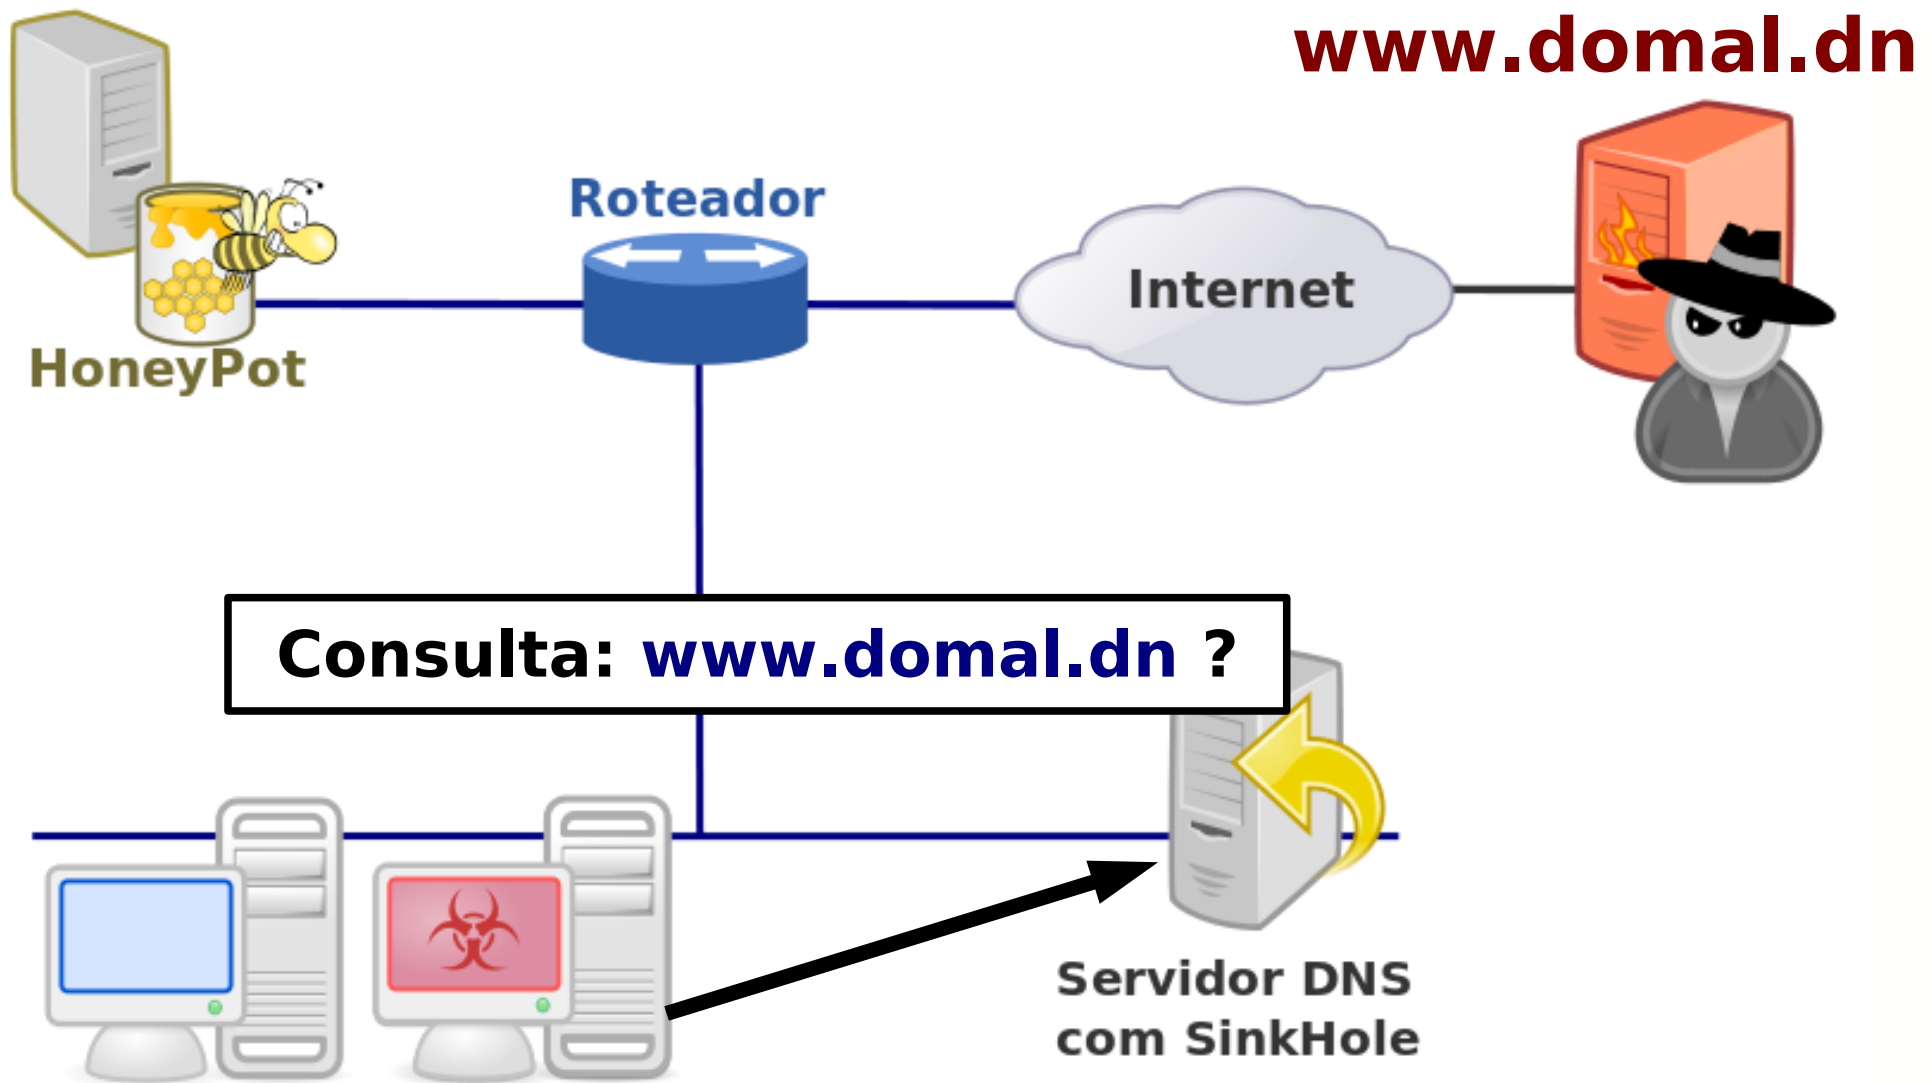 www.domal.dn
Roteador
Internet
HoneyPot
Consulta: www.domal.dn ?
Servidor DNS
com SinkHole